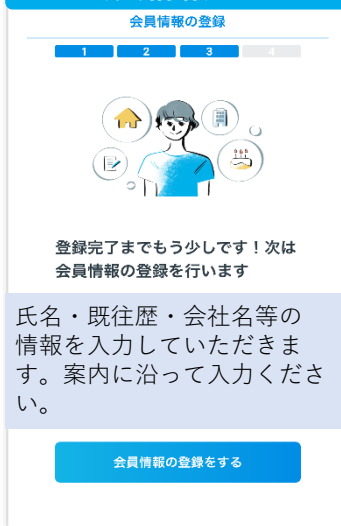 会員情報の登録
1 2 3 4
登録完了までもう少しです！次は
会員情報の登録を行います
氏名・既往歴・会社名等の
情報を入力していただきま
す。案内に沿って入力くださ
い。
会員情報の登録をする